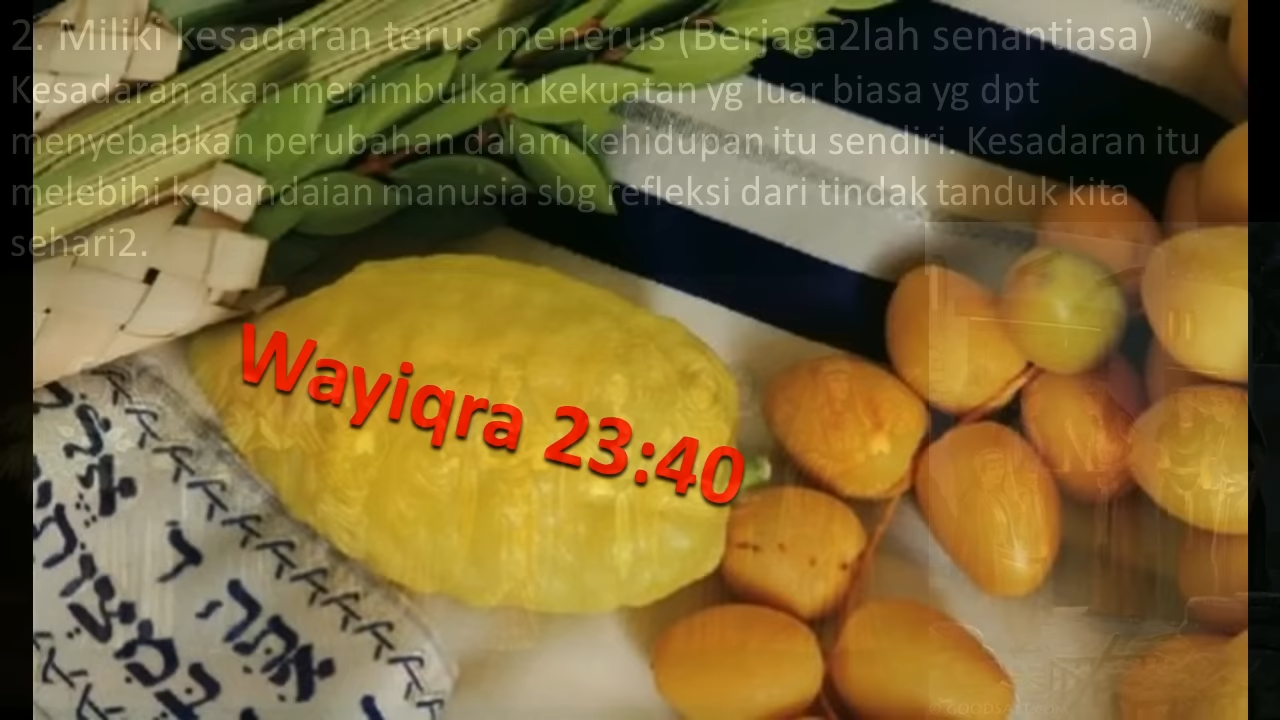 2. Miliki kesadaran terus menerus (Berjaga2lah senantiasa)
Kesadaran akan menimbulkan kekuatan yg luar biasa yg dpt
menyebabkan perubahan dalam kehidupan itu sendiri. Kesadaran itu
melebihi kepandaian manusia sbg refleksi dari tindak tanduk kita
sehari2.
Wayiqra 23:40
אתה